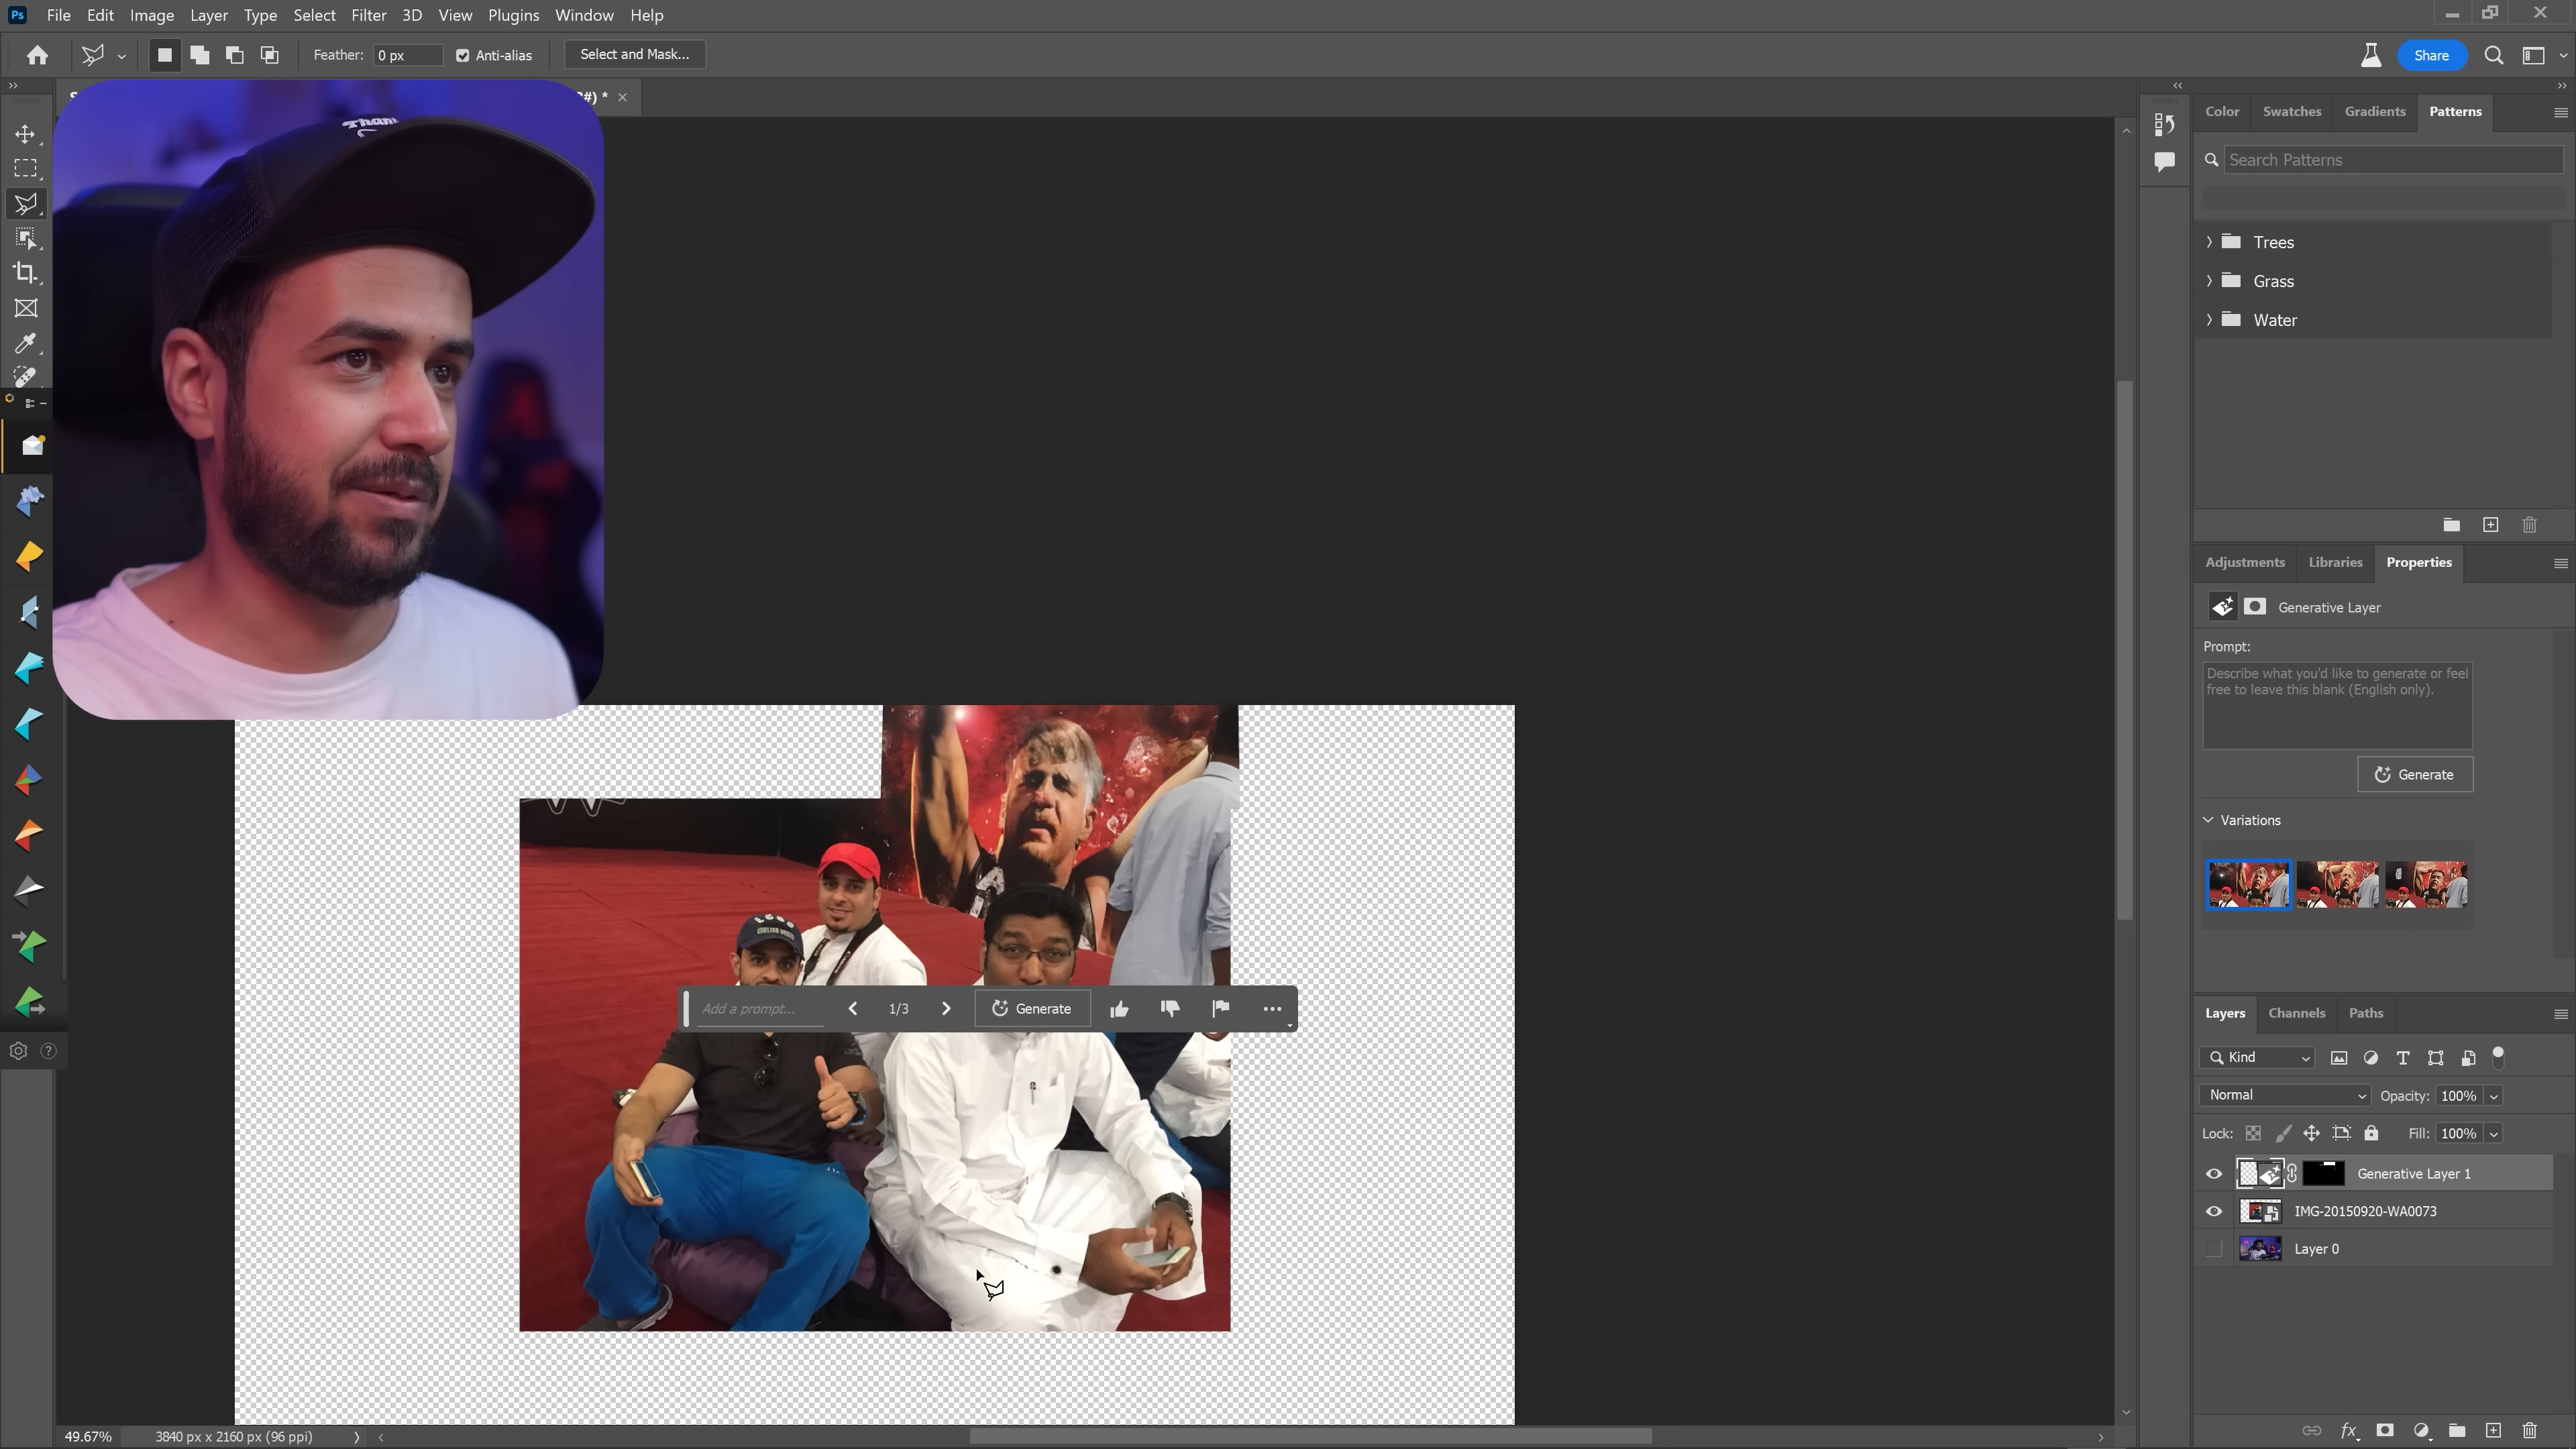 Ps File Edit Image Layer Type Select Filter 3D View Plugins Window Help
Feather: 0 px Anti-alias Select and Mask... Share
#) * ×
Color Swatches Gradients Patterns
Search Patterns
Trees
Grass
Water
Adjustments Libraries Properties
Generative Layer
Prompt:
Describe what you'd like to generate or feel
free to leave this blank (English only).
Generate
Variations
Add a prompt... 1/3 Generate
Layers Channels Paths
Kind
Normal Opacity: 100%
Lock: Fill: 100%
Generative Layer 1
IMG-20150920-WA0073
Layer 0
fx
49.67% 3840 px x 2160 px (96 ppi)